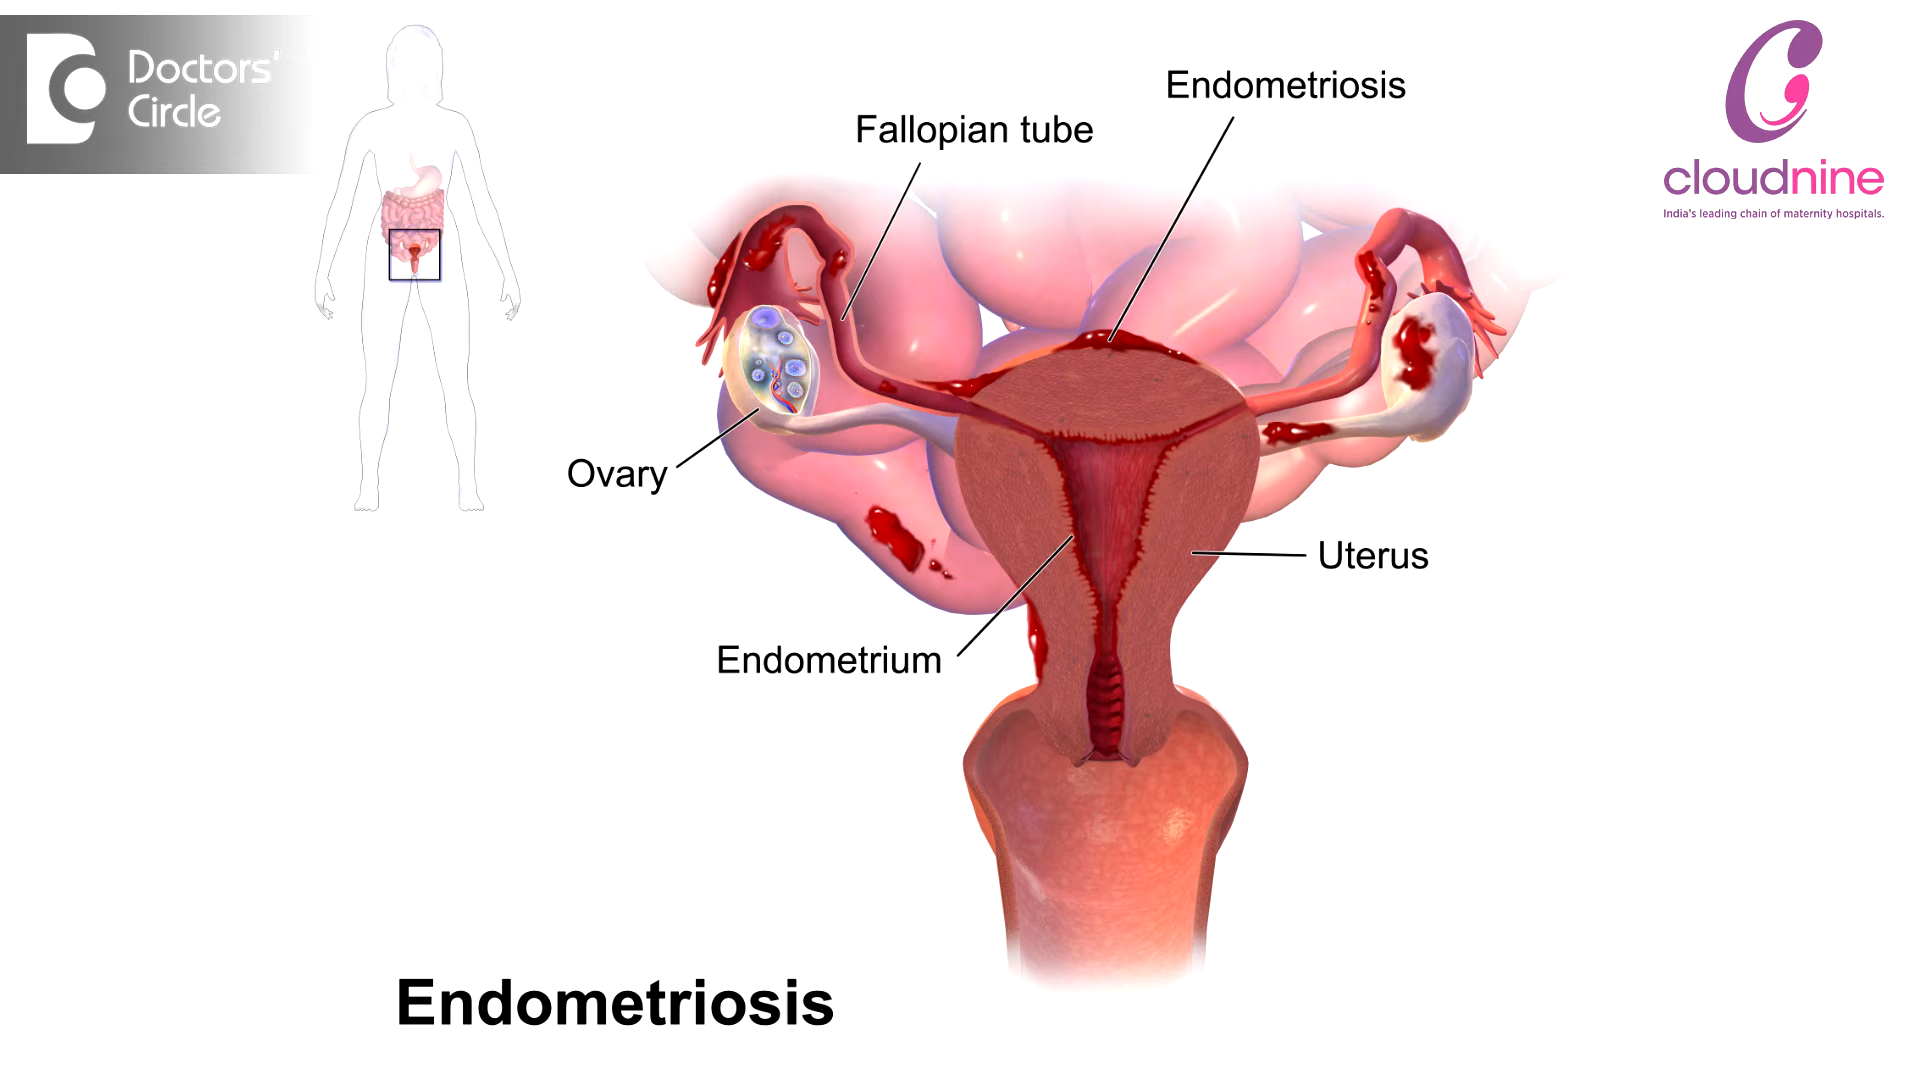 Doctors'
Circle
Endometriosis
Fallopian tube
cloudnine
India's leading chain of maternity hospitals.
Ovary
Uterus
Endometrium
Endometriosis